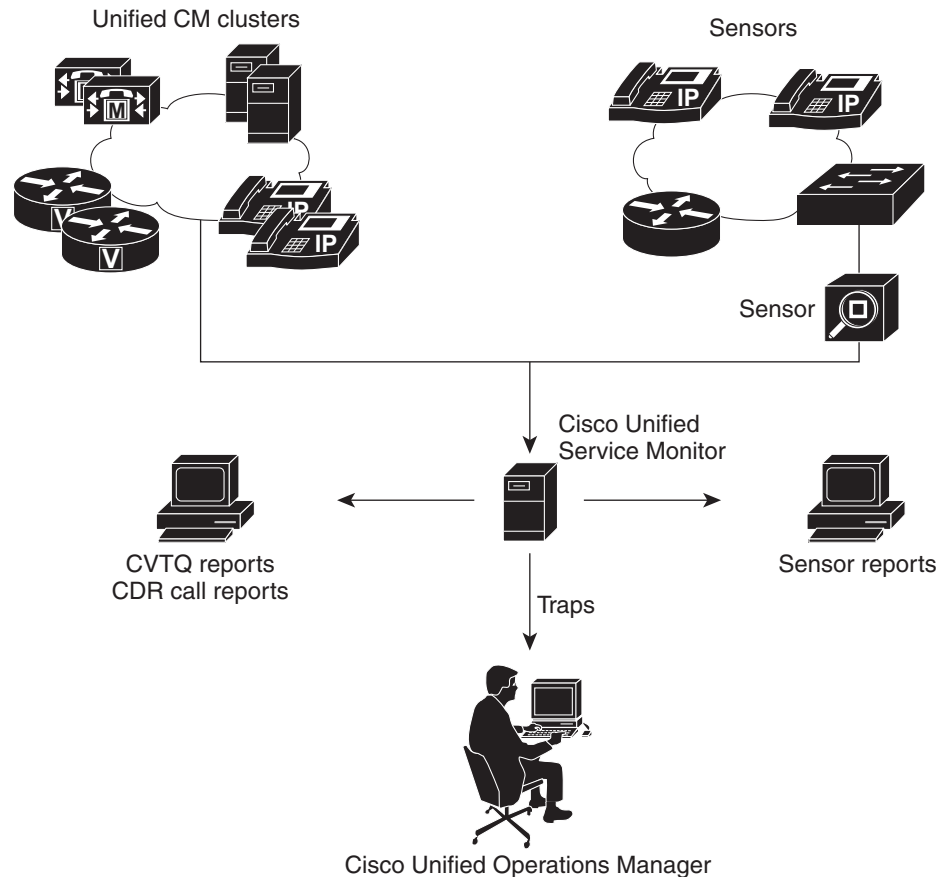 Unified CM clusters
Sensors
M
IP
IP
IP
IP
V
V
Sensor
Cisco Unified
Service Monitor
CVTQ reports
CDR call reports
Sensor reports
Traps
Cisco Unified Operations Manager